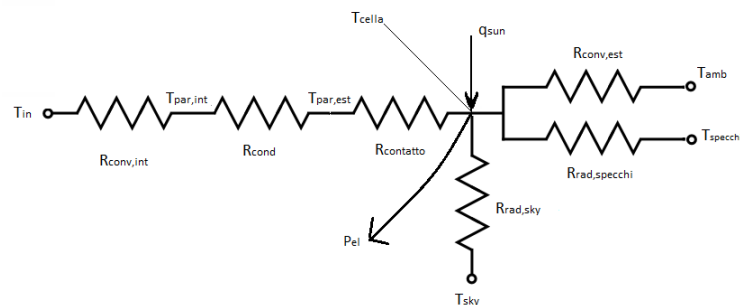 Tcella
qsun
Rconv,est
Tin
Tpar,int
Tpar,est
Tamb
Rconv,int
Rcond
Rcontatto
Tspecchi
Rrad,specchi
Rrad,sky
Pel
Tsky